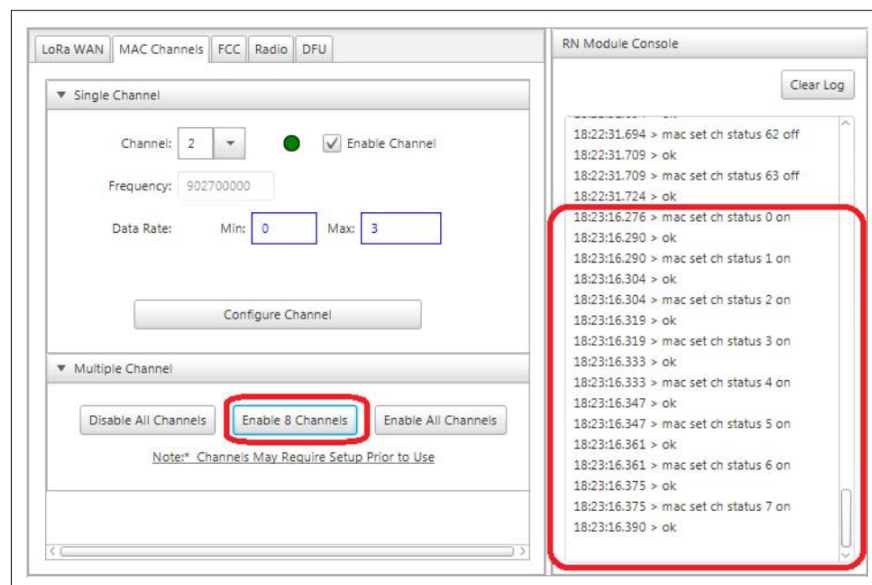 LoRa WAN MAC Channels FCC Radio DFU
Single Channel
Channel: 2 Enable Channel
Frequency: 902700000
Data Rate: Min: 0 Max: 3
Configure Channel
Multiple Channel
Disable All Channels Enable 8 Channels Enable All Channels
Note:* Channels May Require Setup Prior to Use
RN Module Console
Clear Log
18:22:31.694 > mac set ch status 62 off
18:22:31.709 > ok
18:22:31.709 > mac set ch status 63 off
18:22:31.724 > ok
18:23:16.276 > mac set ch status 0 on
18:23:16.290 > ok
18:23:16.290 > mac set ch status 1 on
18:23:16.304 > ok
18:23:16.304 > mac set ch status 2 on
18:23:16.319 > ok
18:23:16.319 > mac set ch status 3 on
18:23:16.333 > ok
18:23:16.333 > mac set ch status 4 on
18:23:16.347 > ok
18:23:16.347 > mac set ch status 5 on
18:23:16.361 > ok
18:23:16.361 > mac set ch status 6 on
18:23:16.375 > ok
18:23:16.375 > mac set ch status 7 on
18:23:16.390 > ok